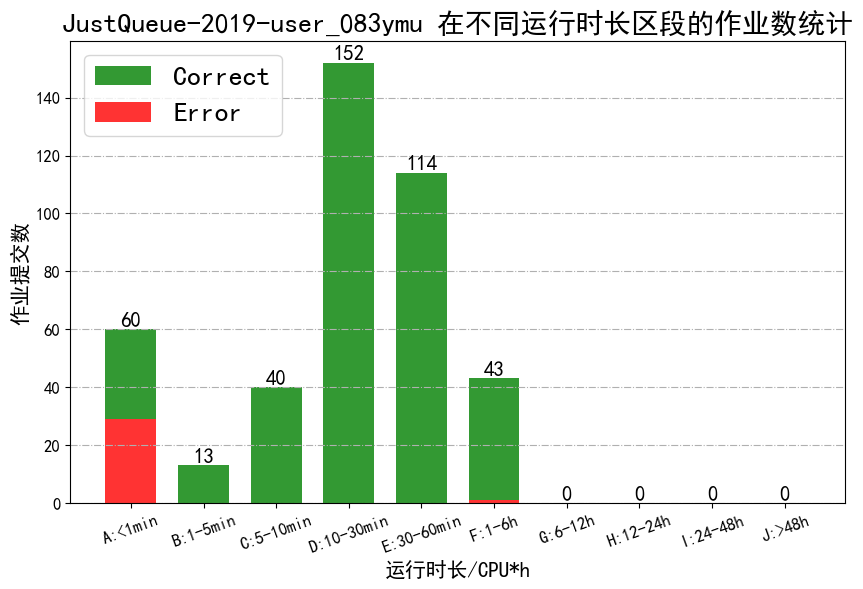 JustQueue-2019-user_083ymu 在不同运行时长区段的作业数统计
Correct
Error
作业提交数
140
120
100
80
60
40
20
0
60
13
40
152
114
43
0
0
0
0
A:<1min
B:1-5min
C:5-10min
D:10-30min
E:30-60min
F:1-6h
G:6-12h
H:12-24h
I:24-48h
J:>48h
运行时长/CPU*h